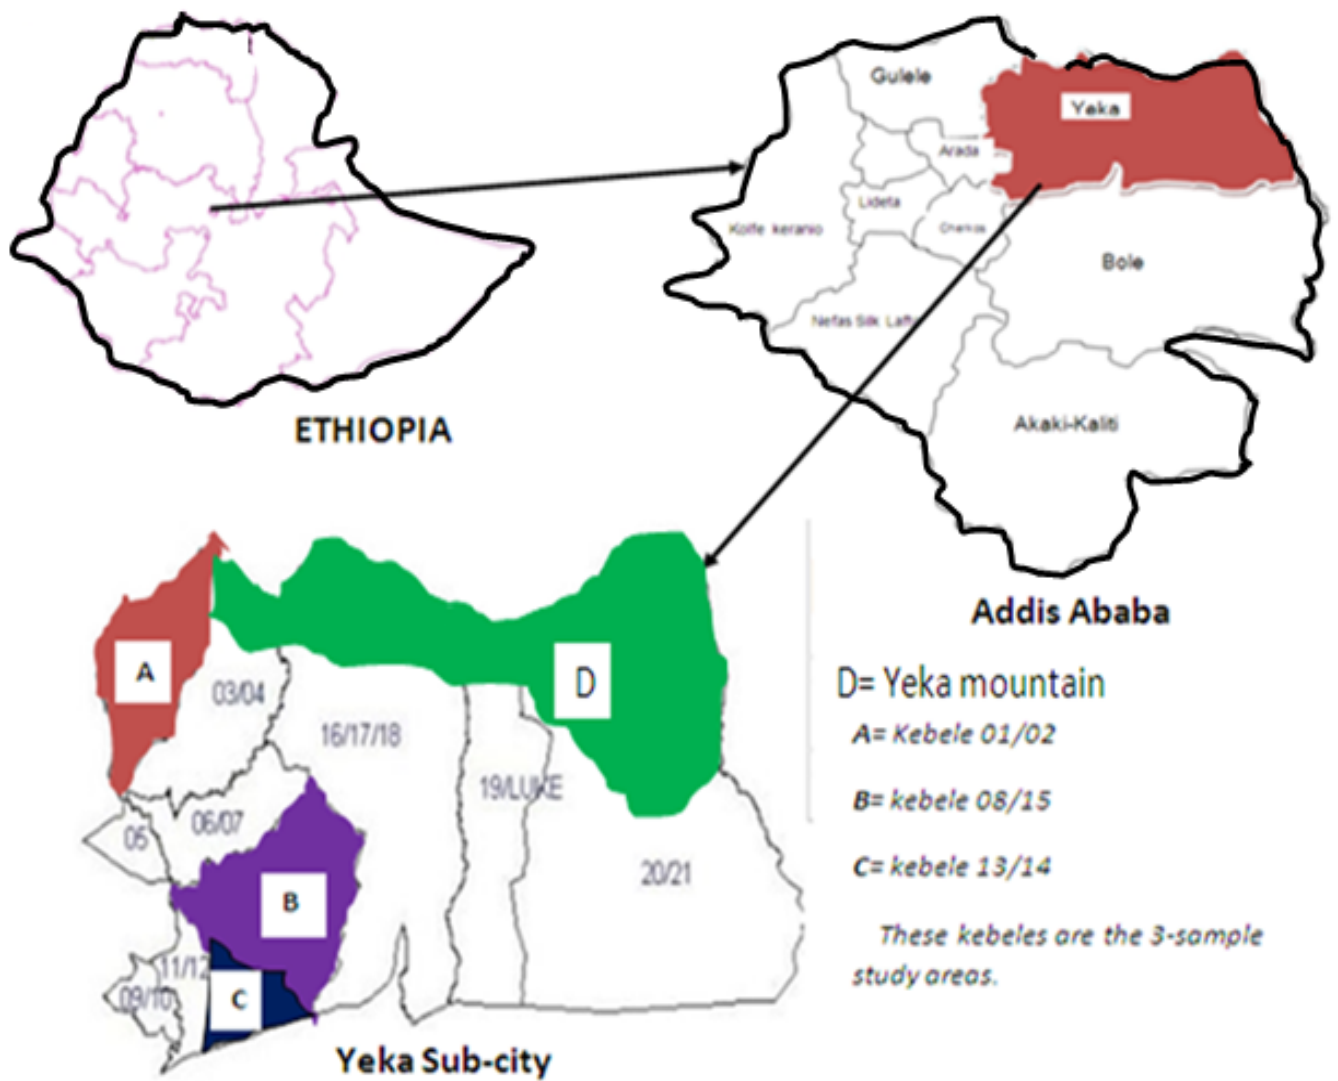 Gulele
Yeka
Arada
Lideta
Kolfe keranio
Cherkos
Bole
Nefas Silk Lafto
Akaki-Kaliti
ETHIOPIA
Addis Ababa
A
03/04
16/17/18
D
19/LUKE
05
06/07
B
20/21
11/12
09/10
C
Yeka Sub-city
D= Yeka mountain
A= Kebele 01/02
B= kebele 08/15
C= kebele 13/14
These kebeles are the 3-sample
study areas.